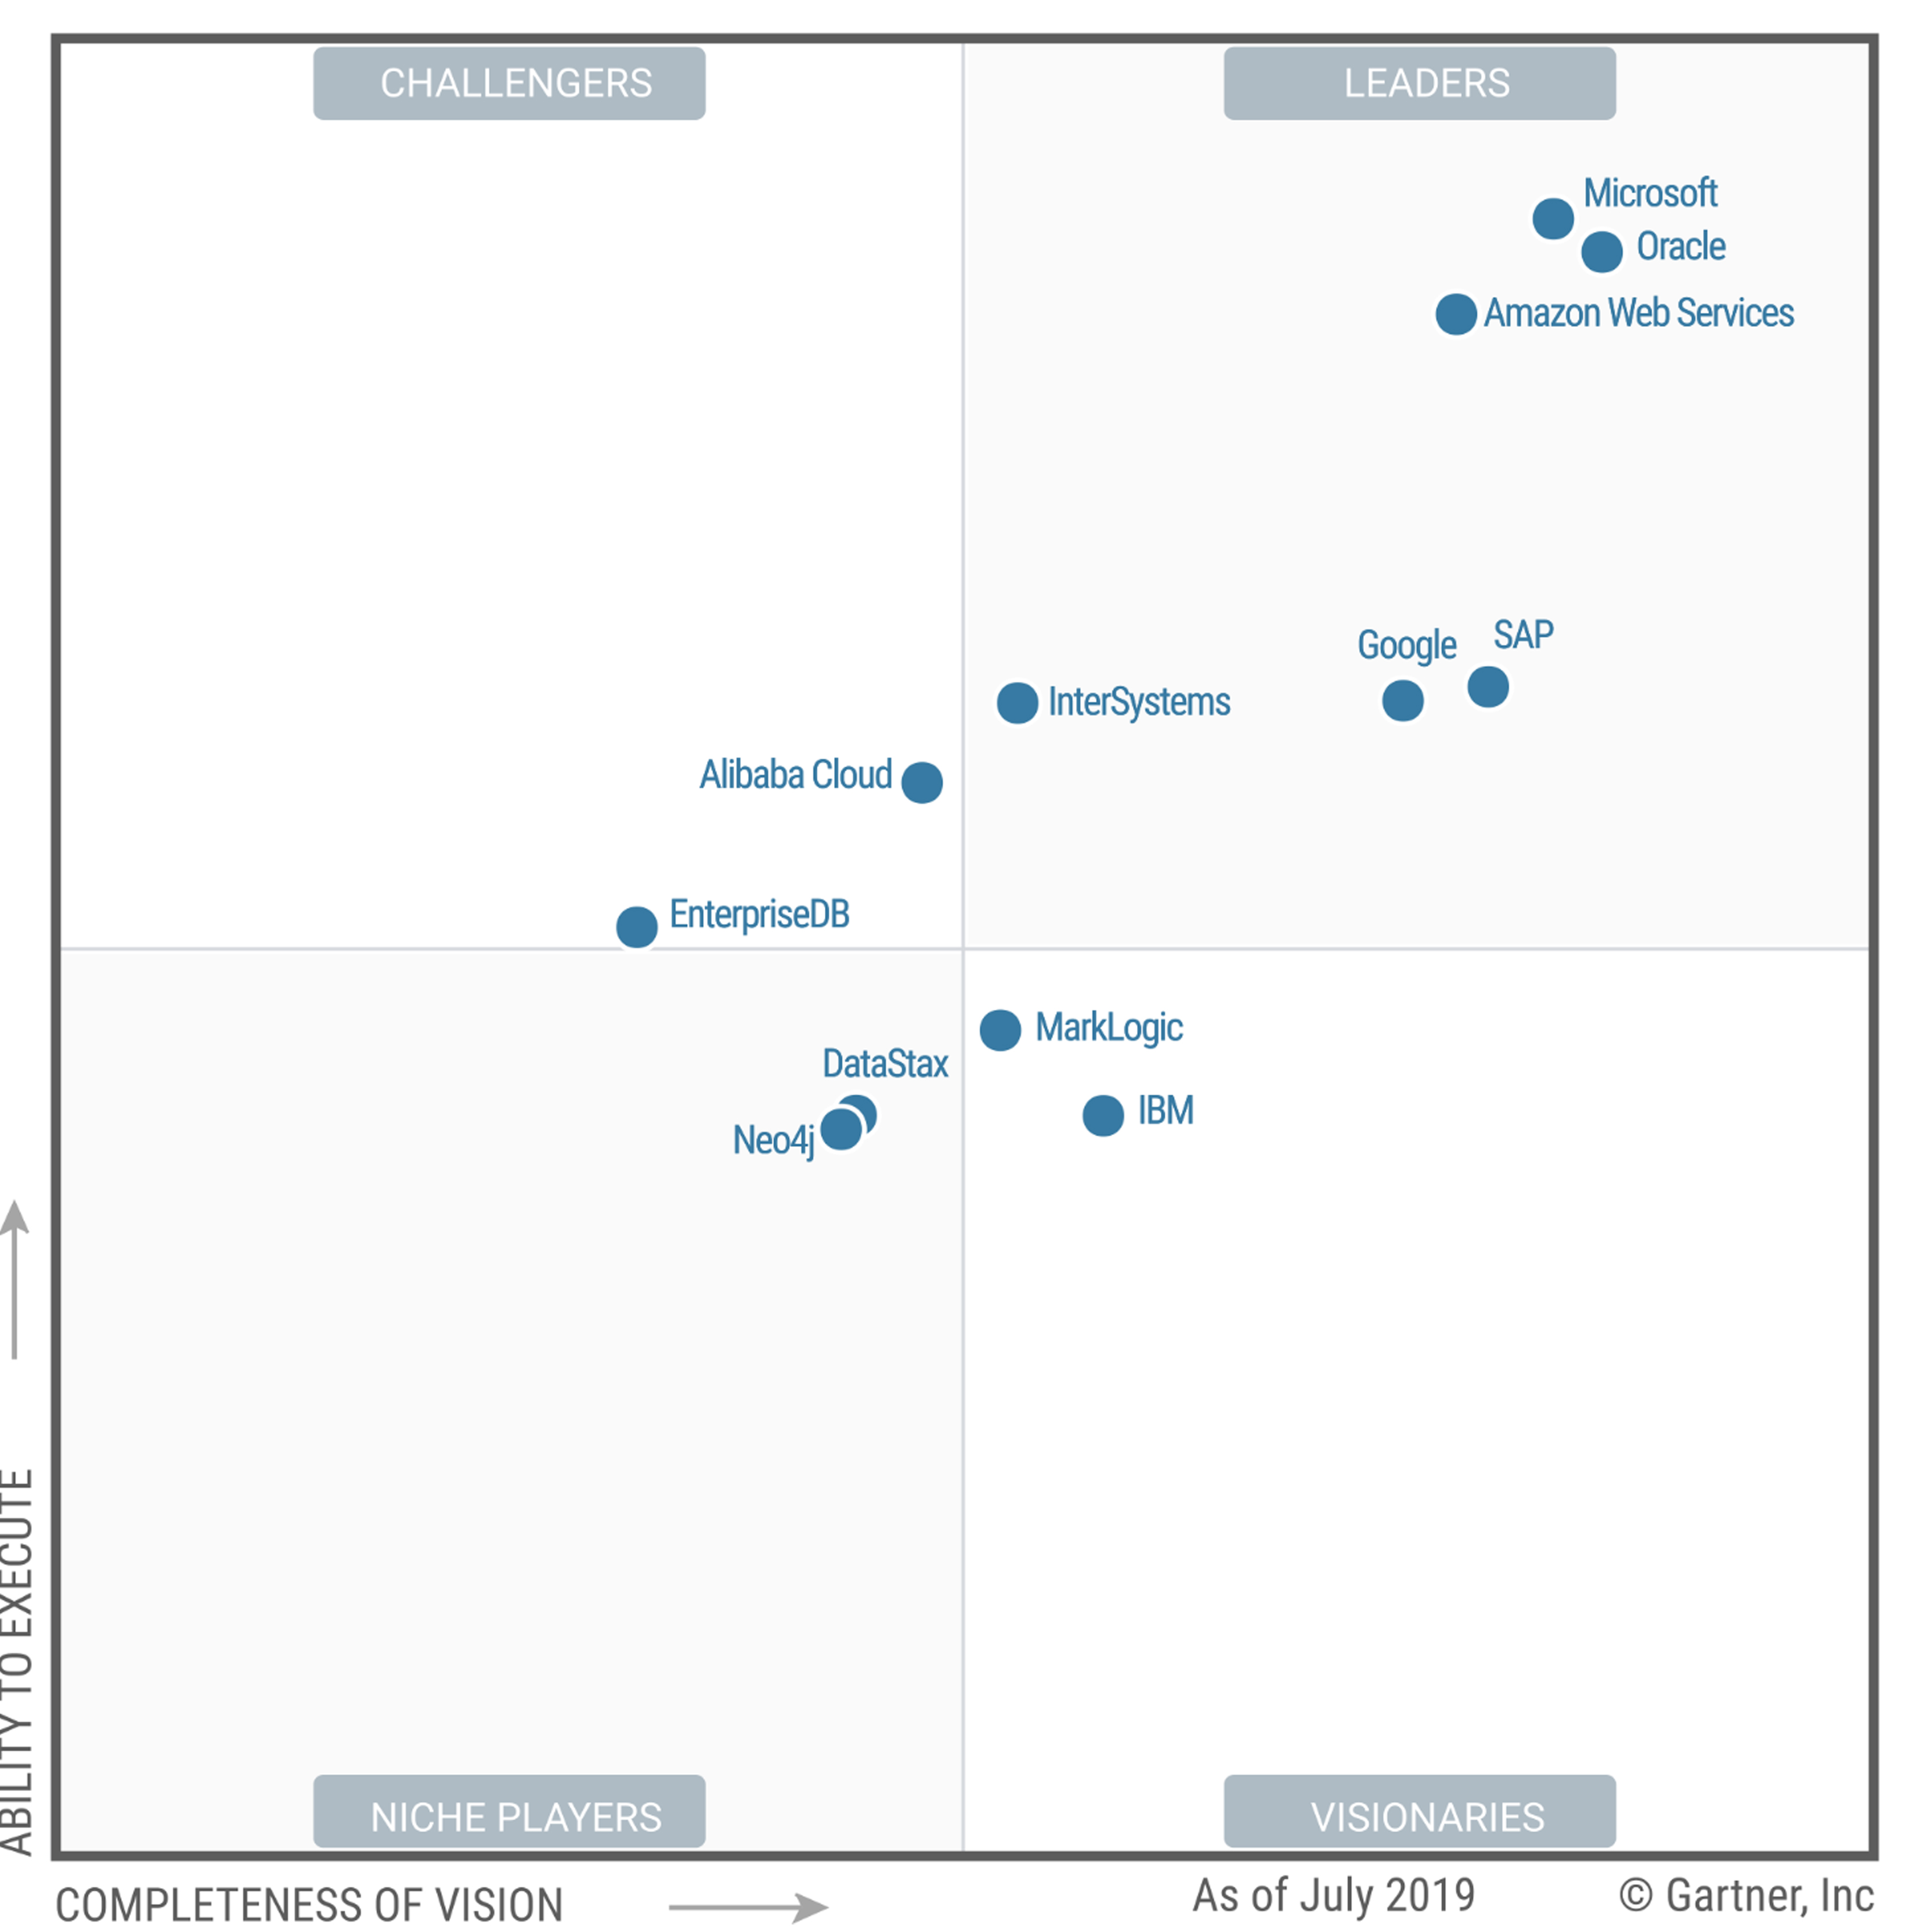 CHALLENGERS
LEADERS
Microsoft
Oracle
Amazon Web Services
Google
SAP
InterSystems
Alibaba Cloud
EnterpriseDB
MarkLogic
DataStax
IBM
Neo4j
ABILITY TO EXECUTE
NICHE PLAYERS
VISIONARIES
COMPLETENESS OF VISION
As of July 2019
© Gartner, Inc